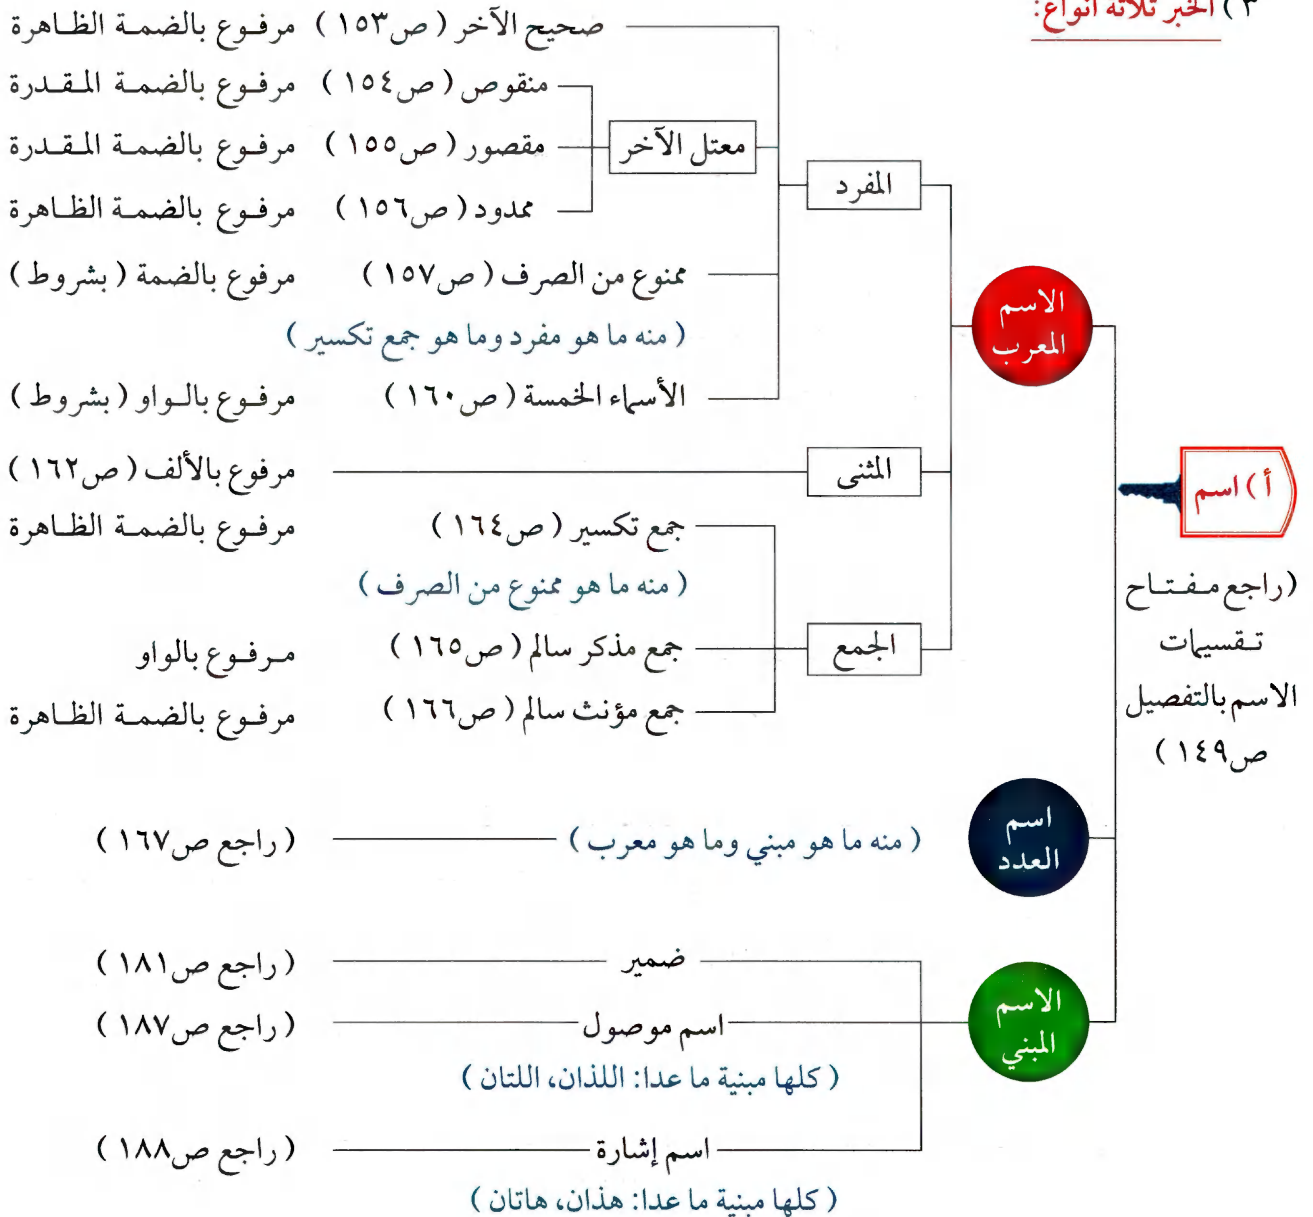 ٣) الخبر ثلاثة أنواع:
أ) اسم
(راجع مفتاح
تقسيمات
الاسم بالتفصيل
ص١٤٩)
الاسم
المعرب
المفرد
صحيح الآخر (ص١٥٣) مرفوع بالضمة الظاهرة
معتل الآخر
منقوص (ص١٥٤) مرفوع بالضمة المقدرة
مقصور (ص١٥٥) مرفوع بالضمة المقدرة
ممدود (ص١٥٦) مرفوع بالضمة الظاهرة
ممنوع من الصرف (ص١٥٧) مرفوع بالضمة (بشروط)
(منه ما هو مفرد وما هو جمع تكسير)
الأسماء الخمسة (ص١٦٠) مرفوع بالواو (بشروط)
المثنى
مرفوع بالألف (ص١٦٢)
الجمع
جمع تكسير (ص١٦٤) مرفوع بالضمة الظاهرة
(منه ما هو ممنوع من الصرف)
جمع مذكر سالم (ص١٦٥) مرفوع بالواو
جمع مؤنث سالم (ص١٦٦) مرفوع بالضمة الظاهرة
اسم
العدد
(منه ما هو مبني وما هو معرب) (راجع ص١٦٧)
الاسم
المبني
ضمير (راجع ص١٨١)
اسم موصول (راجع ص١٨٧)
(كلها مبنية ما عدا: اللذان، اللتان)
اسم إشارة (راجع ص١٨٨)
(كلها مبنية ما عدا: هذان، هاتان)